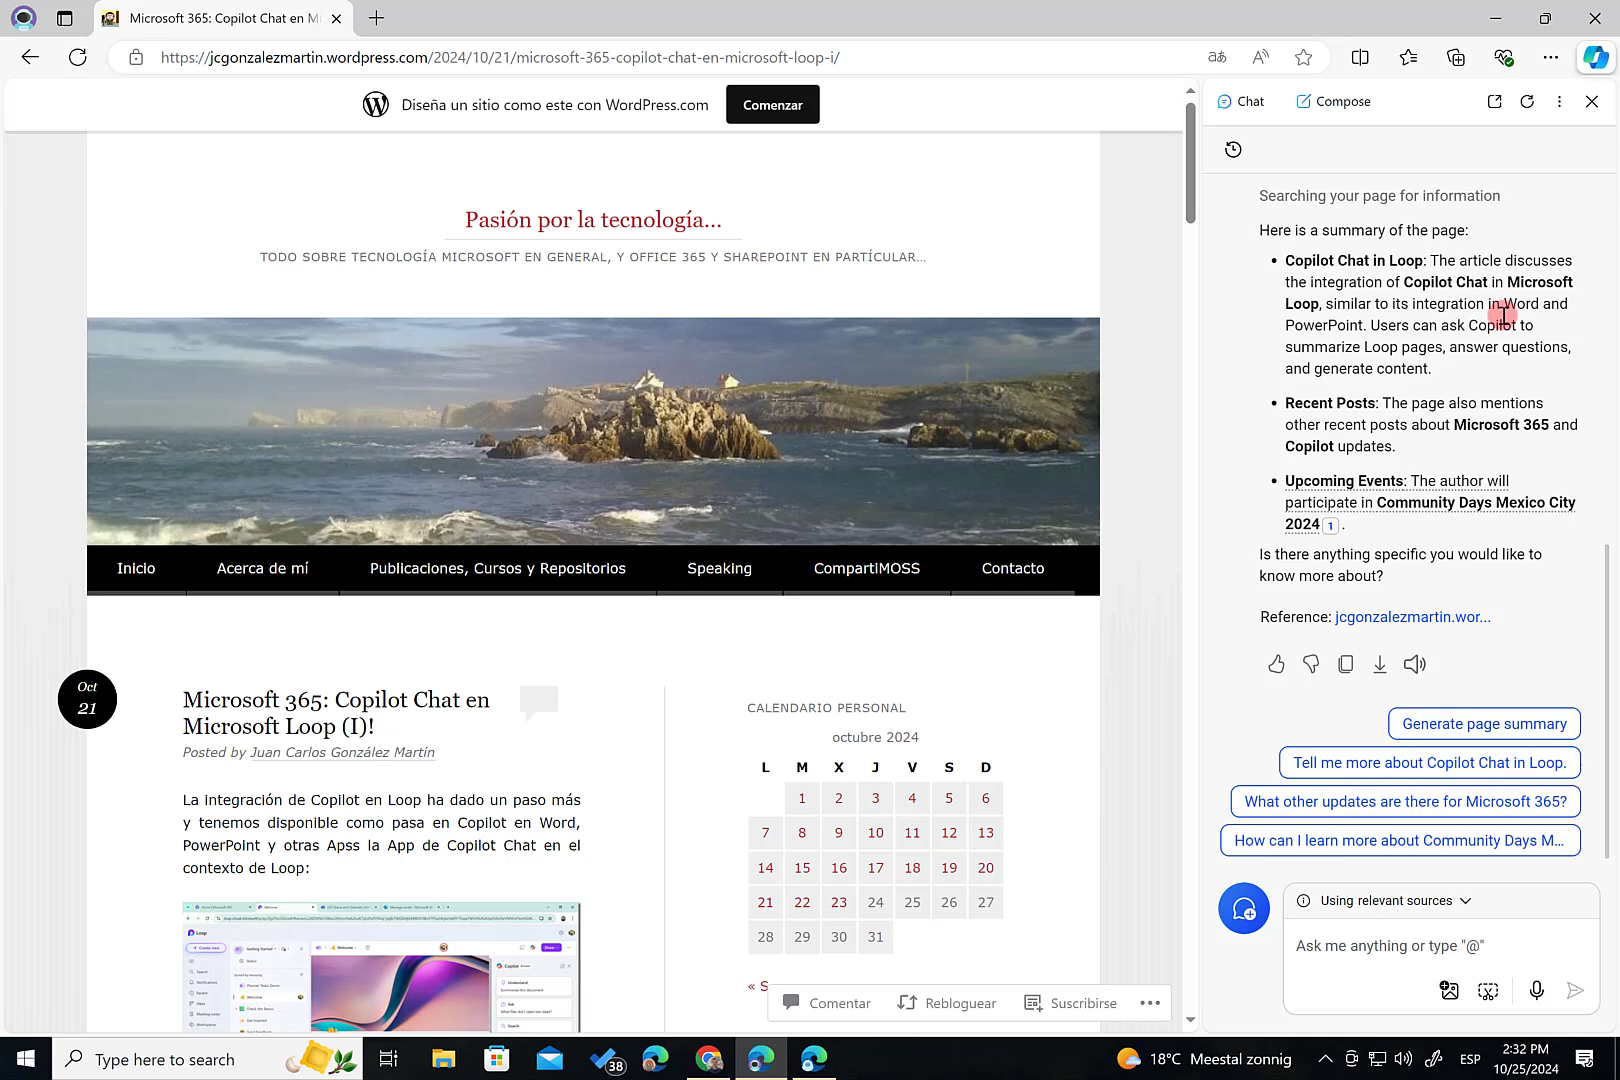 Microsoft 365: Copilot Chat en Mi
https://jcgonzalezmartin.wordpress.com/2024/10/21/microsoft-365-copilot-chat-en-microsoft-loop-i/
Diseña un sitio como este con WordPress.com
Comenzar
Pasión por la tecnología...
TODO SOBRE TECNOLOGÍA MICROSOFT EN GENERAL, Y OFFICE 365 Y SHAREPOINT EN PARTÍCULAR...
Inicio
Acerca de mí
Publicaciones, Cursos y Repositorios
Speaking
CompartiMOSS
Contacto
Oct
21
Microsoft 365: Copilot Chat en
Microsoft Loop (I)!
Posted by Juan Carlos González Martín
La integración de Copilot en Loop ha dado un paso más
y tenemos disponible como pasa en Copilot en Word,
PowerPoInt y otras Apss la App de Copilot Chat en el
contexto de Loop:
Loop
CALENDARIO PERSONAL
octubre 2024
L M X J V S D
1 2 3 4 5 6
7 8 9 10 11 12 13
14 15 16 17 18 19 20
21 22 23 24 25 26 27
28 29 30 31
« S
Comentar
Rebloguear
Suscribirse
Chat
Compose
Searching your page for information
Here is a summary of the page:
• Copilot Chat in Loop: The article discusses
the integration of Copilot Chat in Microsoft
Loop, similar to its integration in Word and
PowerPoint. Users can ask Copilot to
summarize Loop pages, answer questions,
and generate content.
• Recent Posts: The page also mentions
other recent posts about Microsoft 365 and
Copilot updates.
• Upcoming Events: The author will
participate in Community Days Mexico City
2024 1 .
Is there anything specific you would like to
know more about?
Reference: jcgonzalezmartin.wor...
Generate page summary
Tell me more about Copilot Chat in Loop.
What other updates are there for Microsoft 365?
How can I learn more about Community Days M...
Using relevant sources
Ask me anything or type "@"
Type here to search
38
18°C Meestal zonnig
ESP
2:32 PM
10/25/2024